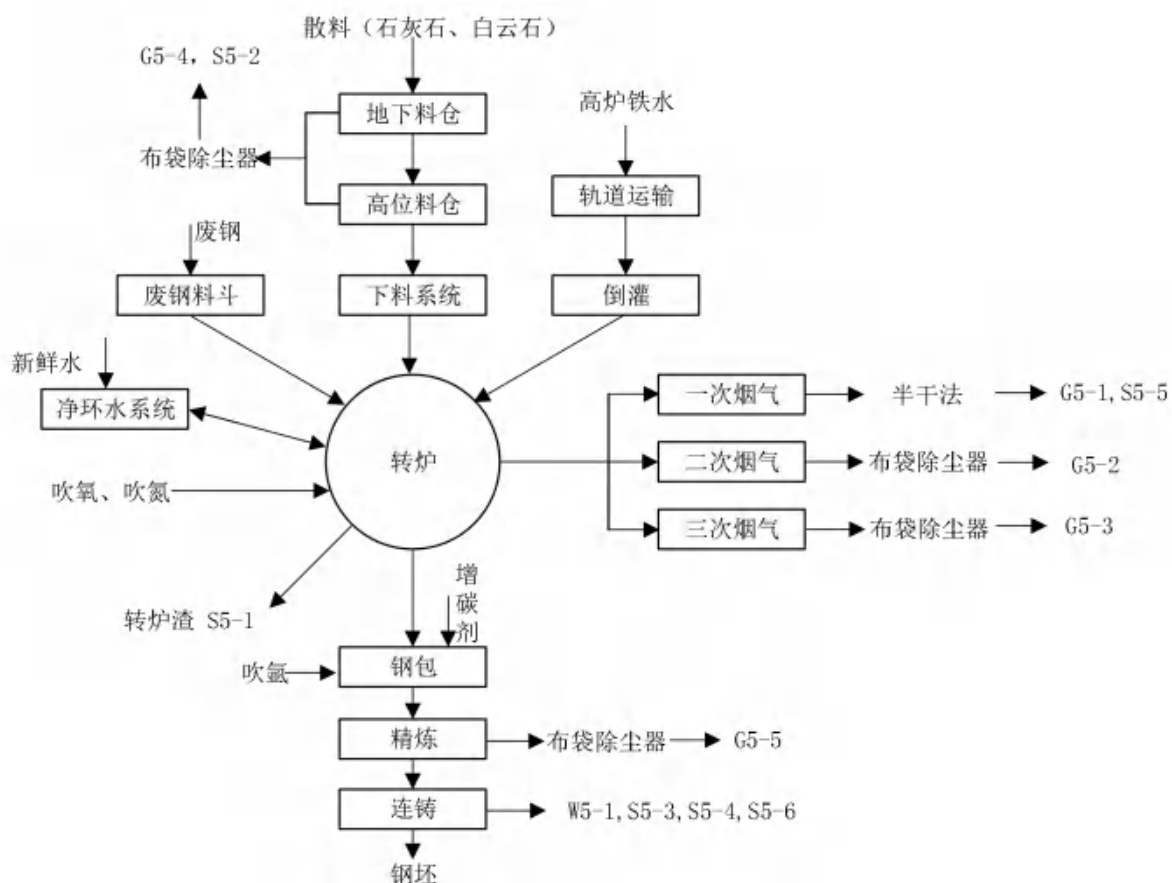 散料（石灰石、白云石）
G5-4，S5-2
地下料仓
高炉铁水
布袋除尘器
高位料仓
轨道运输
废钢
废钢料斗
下料系统
倒灌
新鲜水
净环水系统
一次烟气
半干法
G5-1,S5-5
转炉
二次烟气
布袋除尘器
G5-2
吹氧、吹氮
三次烟气
布袋除尘器
G5-3
转炉渣 S5-1
增碳剂
吹氩
钢包
精炼
布袋除尘器
G5-5
连铸
W5-1,S5-3,S5-4,S5-6
钢坯